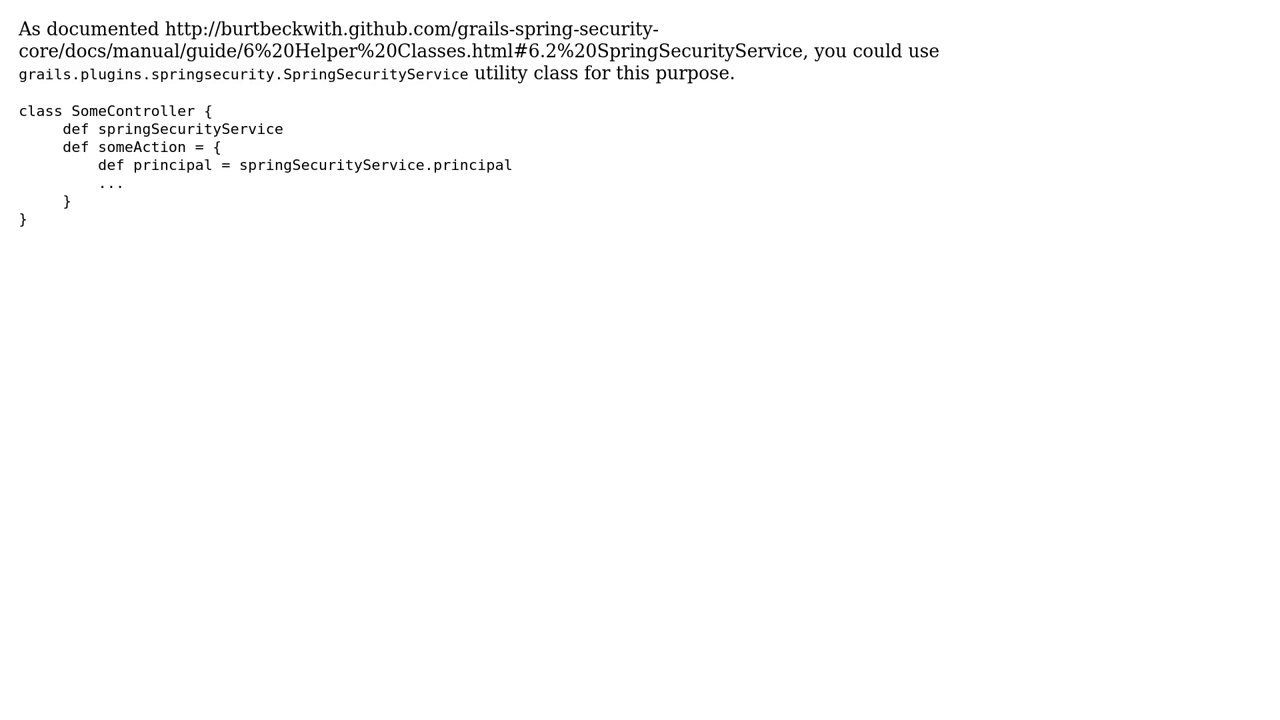 As documented http://burtbeckwith.github.com/grails-spring-security-
core/docs/manual/guide/6%20Helper%20Classes.html#6.2%20SpringSecurityService, you could use
grails.plugins.springsecurity.SpringSecurityService utility class for this purpose.
class SomeController {
     def springSecurityService
     def someAction = {
         def principal = springSecurityService.principal
         ...
     }
}